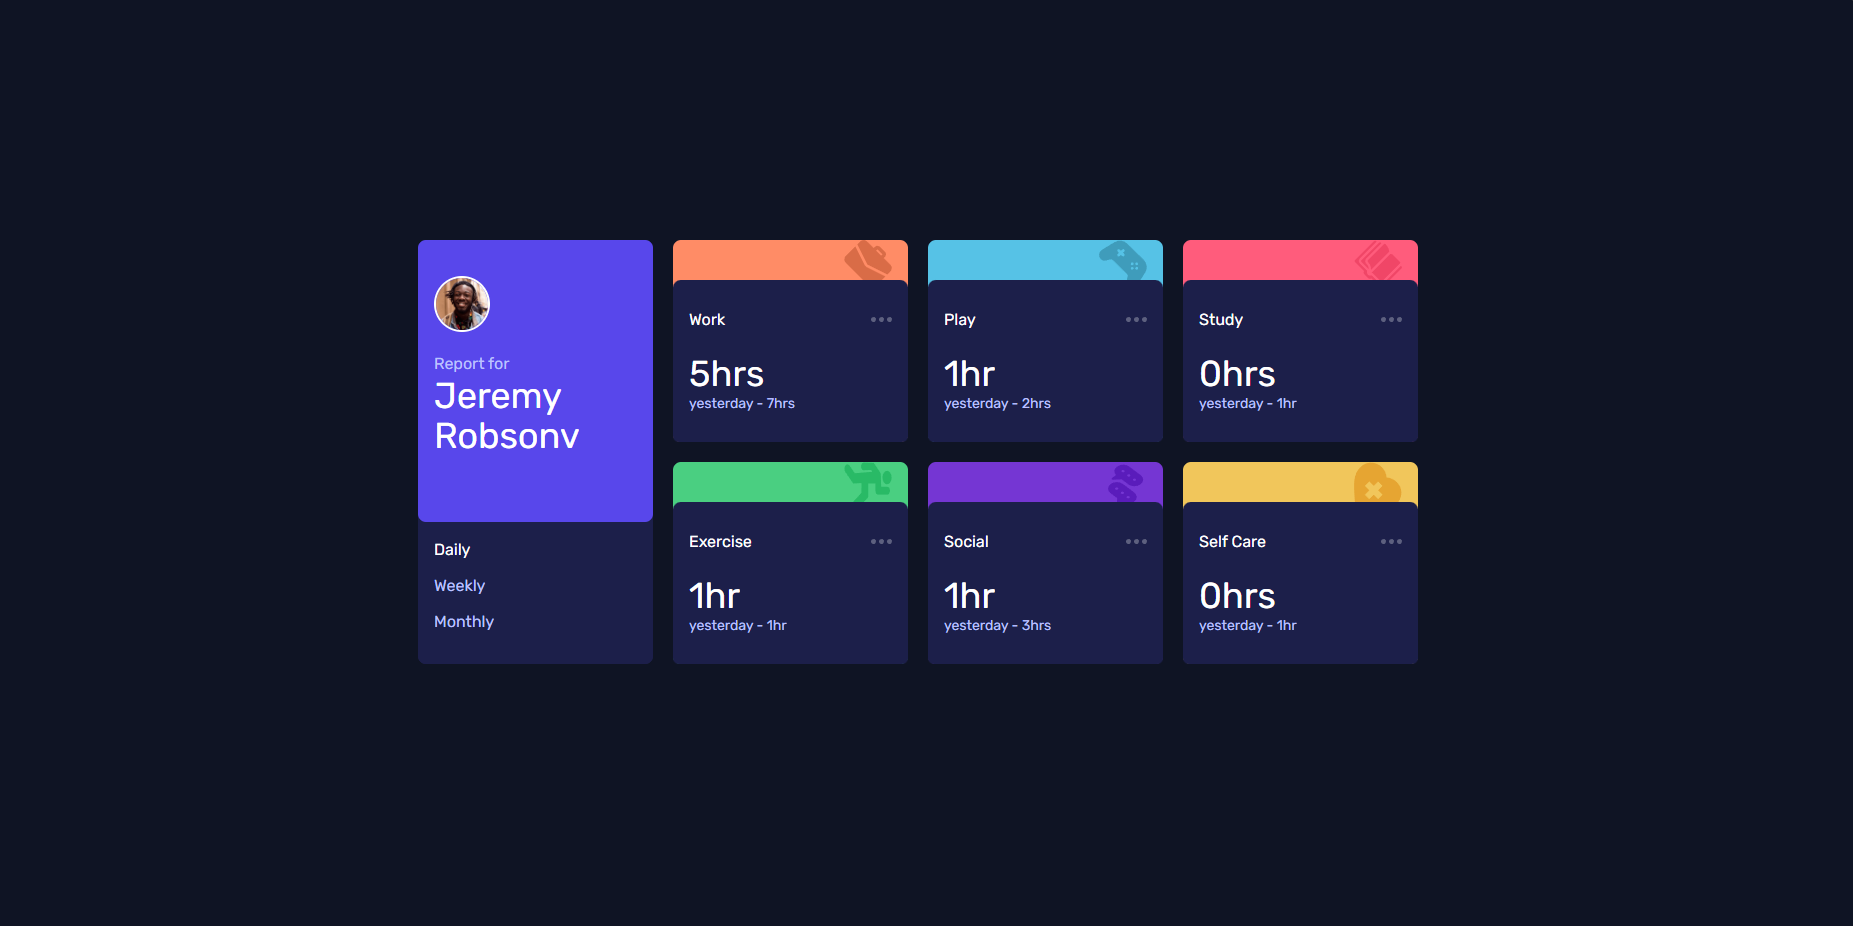 Report for
Jeremy
Robsonv
Daily
Weekly
Monthly
Work
5hrs
yesterday - 7hrs
Play
1hr
yesterday - 2hrs
Study
0hrs
yesterday - 1hr
Exercise
1hr
yesterday - 1hr
Social
1hr
yesterday - 3hrs
Self Care
0hrs
yesterday - 1hr